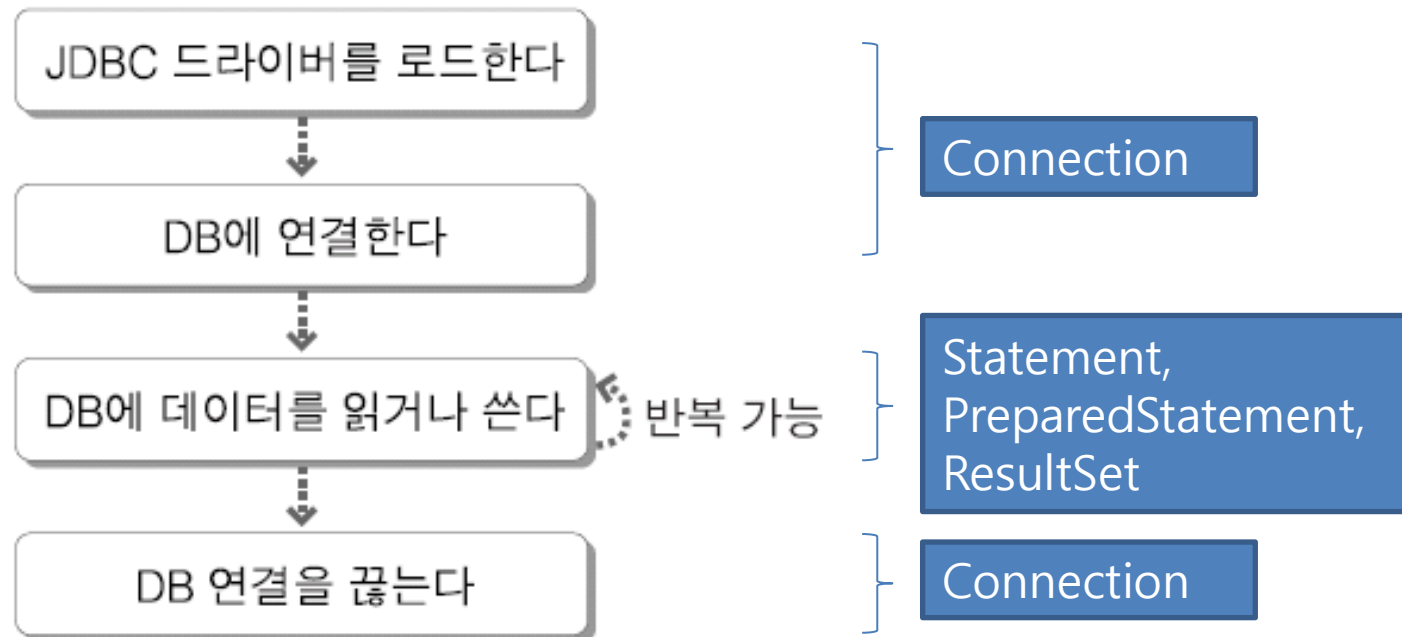 JDBC 드라이버를 로드한다
Connection
DB에 연결한다
DB에 데이터를 읽거나 쓴다
반복 가능
Statement,
PreparedStatement,
ResultSet
DB 연결을 끊는다
Connection